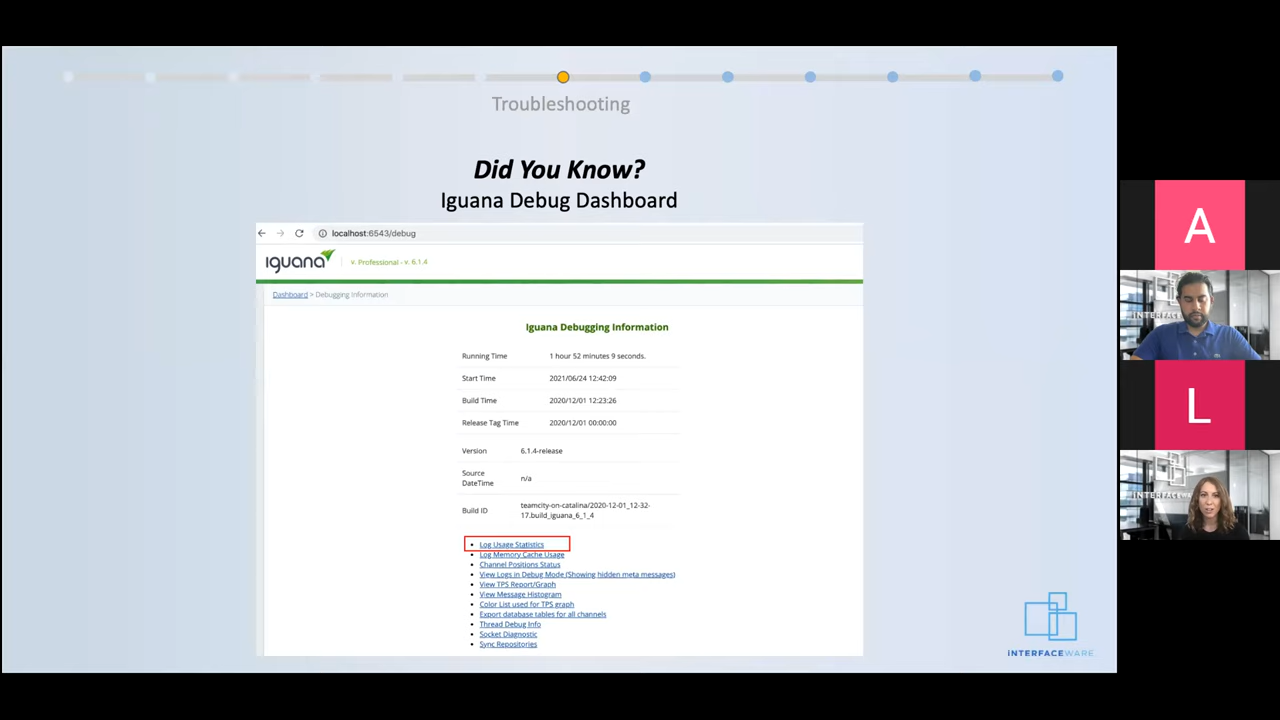 Troubleshooting
Did You Know?
Iguana Debug Dashboard
localhost:6543/debug
iguana
v. Professional - v. 6.1.4
Dashboard > Debugging Information
Iguana Debugging Information
Running Time 1 hour 52 minutes 9 seconds.
Start Time 2021/06/24 12:42:09
Build Time 2020/12/01 12:23:26
Release Tag Time 2020/12/01 00:00:00
Version 6.1.4-release
Source
DateTime n/a
Build ID teamcity-on-catalina/2020-12-01_12-32-
17.build_iguana_6_1_4
Log Usage Statistics
Log Memory Cache Usage
Channel Positions Status
View Logs in Debug Mode (Showing hidden meta messages)
View TPS Report/Graph
View Message Histogram
Color List used for TPS graph
Export database tables for all channels
Thread Debug Info
Socket Diagnostic
Sync Repositories
INTERFACEWARE
A
L